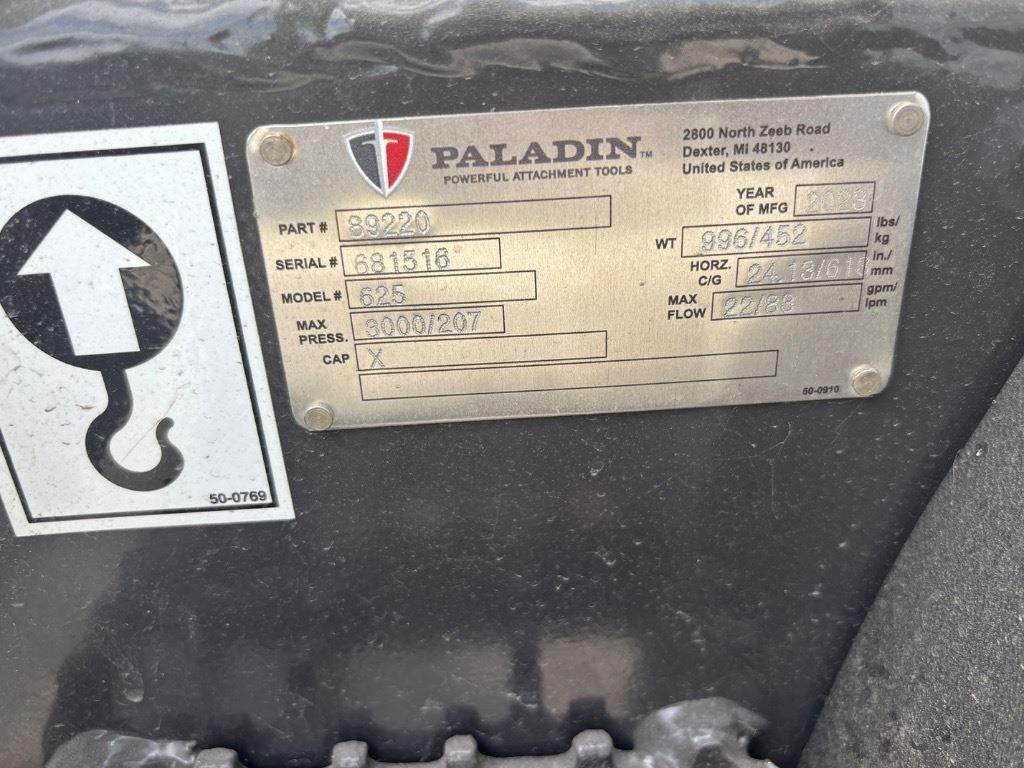 PALADIN™
POWERFUL ATTACHMENT TOOLS
2800 North Zeeb Road
Dexter, MI 48130
United States of America
PART # 89220
SERIAL # 681516
MODEL # 625
MAX PRESS. 3000/207
CAP X
YEAR OF MFG 2023
WT 996/452 lbs/kg
HORZ. C/G in./mm
MAX FLOW 22/83 gpm/lpm
50-0910
50-0769